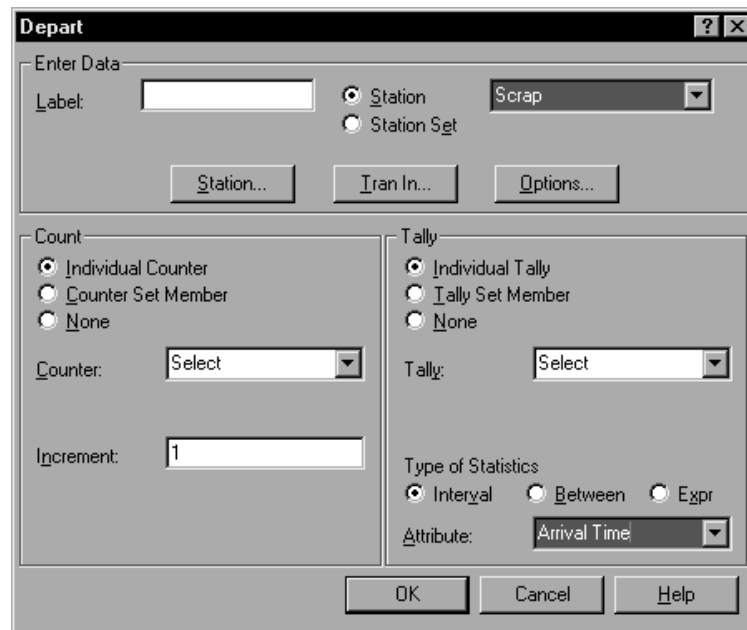 Depart
Enter Data
Label:
Station
Scrap
Station Set
Station...
Tran In...
Options...
Count
Individual Counter
Counter Set Member
None
Counter:
Select
Increment:
1
Tally
Individual Tally
Tally Set Member
None
Tally:
Select
Type of Statistics
Interval
Between
Expr
Attribute:
Arrival Time
OK
Cancel
Help